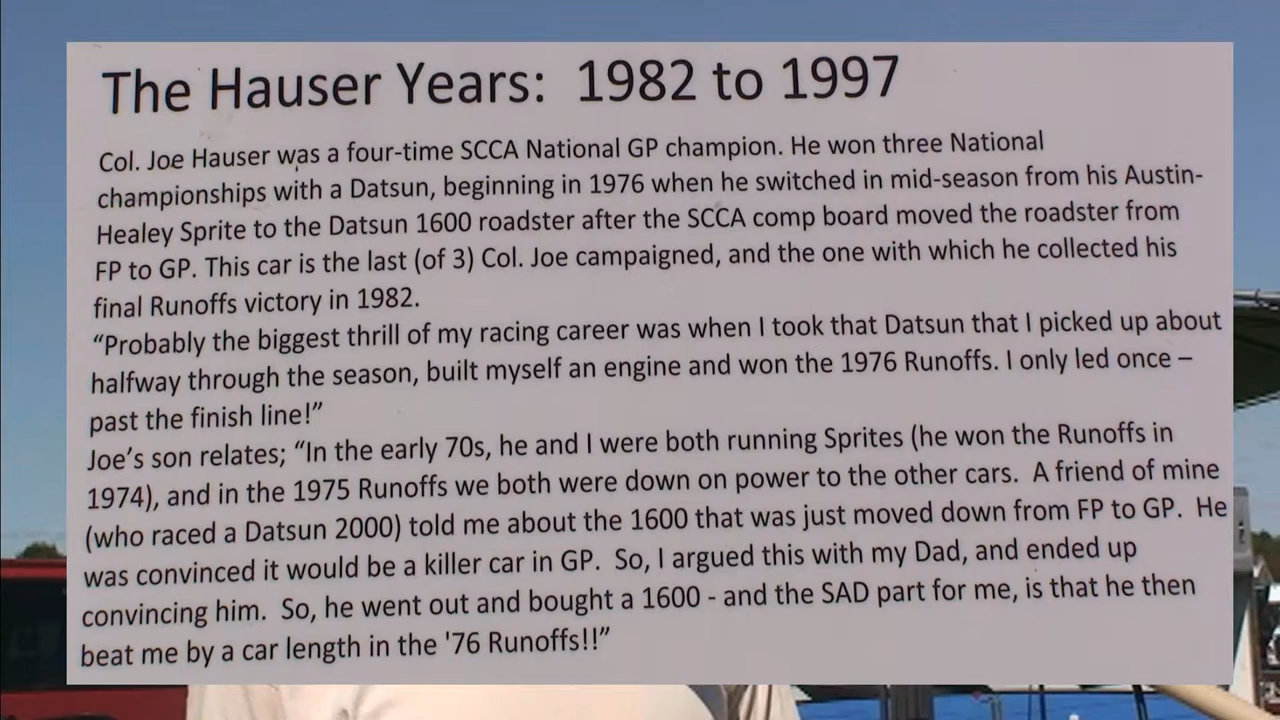 The Hauser Years: 1982 to 1997
Col. Joe Hauser was a four-time SCCA National GP champion. He won three National
championships with a Datsun, beginning in 1976 when he switched in mid-season from his Austin-
Healey Sprite to the Datsun 1600 roadster after the SCCA comp board moved the roadster from
FP to GP. This car is the last (of 3) Col. Joe campaigned, and the one with which he collected his
final Runoffs victory in 1982.
“Probably the biggest thrill of my racing career was when I took that Datsun that I picked up about
halfway through the season, built myself an engine and won the 1976 Runoffs. I only led once –
past the finish line!”
Joe’s son relates; “In the early 70s, he and I were both running Sprites (he won the Runoffs in
1974), and in the 1975 Runoffs we both were down on power to the other cars. A friend of mine
(who raced a Datsun 2000) told me about the 1600 that was just moved down from FP to GP. He
was convinced it would be a killer car in GP. So, I argued this with my Dad, and ended up
convincing him. So, he went out and bought a 1600 - and the SAD part for me, is that he then
beat me by a car length in the '76 Runoffs!!”